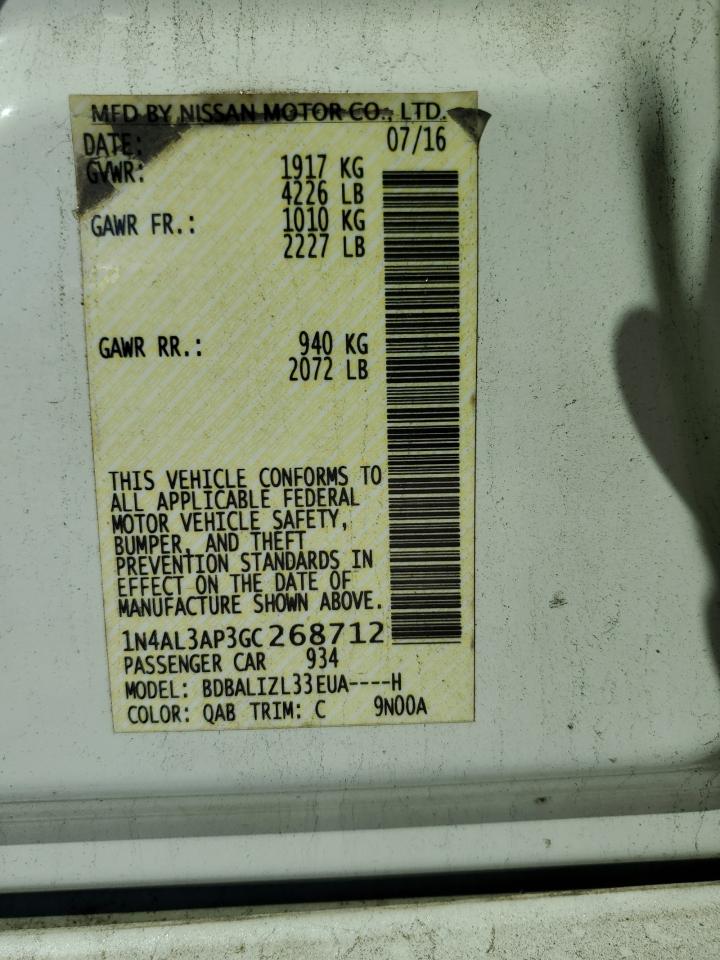 MFD BY NISSAN MOTOR CO., LTD.
DATE: 07/16
GVWR: 1917 KG
4226 LB
GAWR FR.: 1010 KG
2227 LB
GAWR RR.: 940 KG
2072 LB
THIS VEHICLE CONFORMS TO
ALL APPLICABLE FEDERAL
MOTOR VEHICLE SAFETY,
BUMPER, AND THEFT
PREVENTION STANDARDS IN
EFFECT ON THE DATE OF
MANUFACTURE SHOWN ABOVE.
1N4AL3AP3GC268712
PASSENGER CAR 934
MODEL: BDBALIZL33EUA----H
COLOR: QAB TRIM: C 9N00A